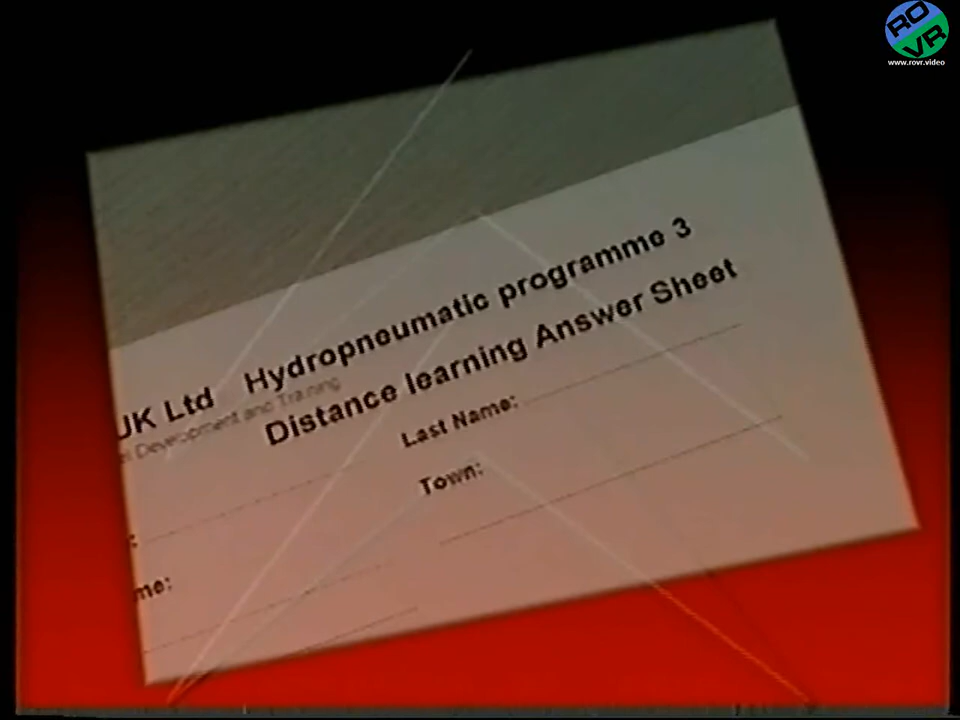 RO
VR
www.rovr.video
UK Ltd Hydropneumatic programme 3
Development and Training
Distance learning Answer Sheet
Last Name:
Town: